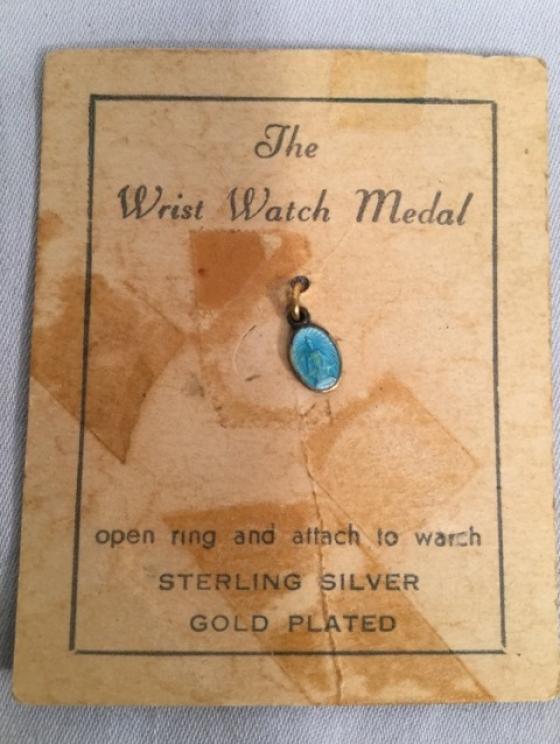 The
Wrist Watch Medal
open ring and attach to watch
STERLING SILVER
GOLD PLATED